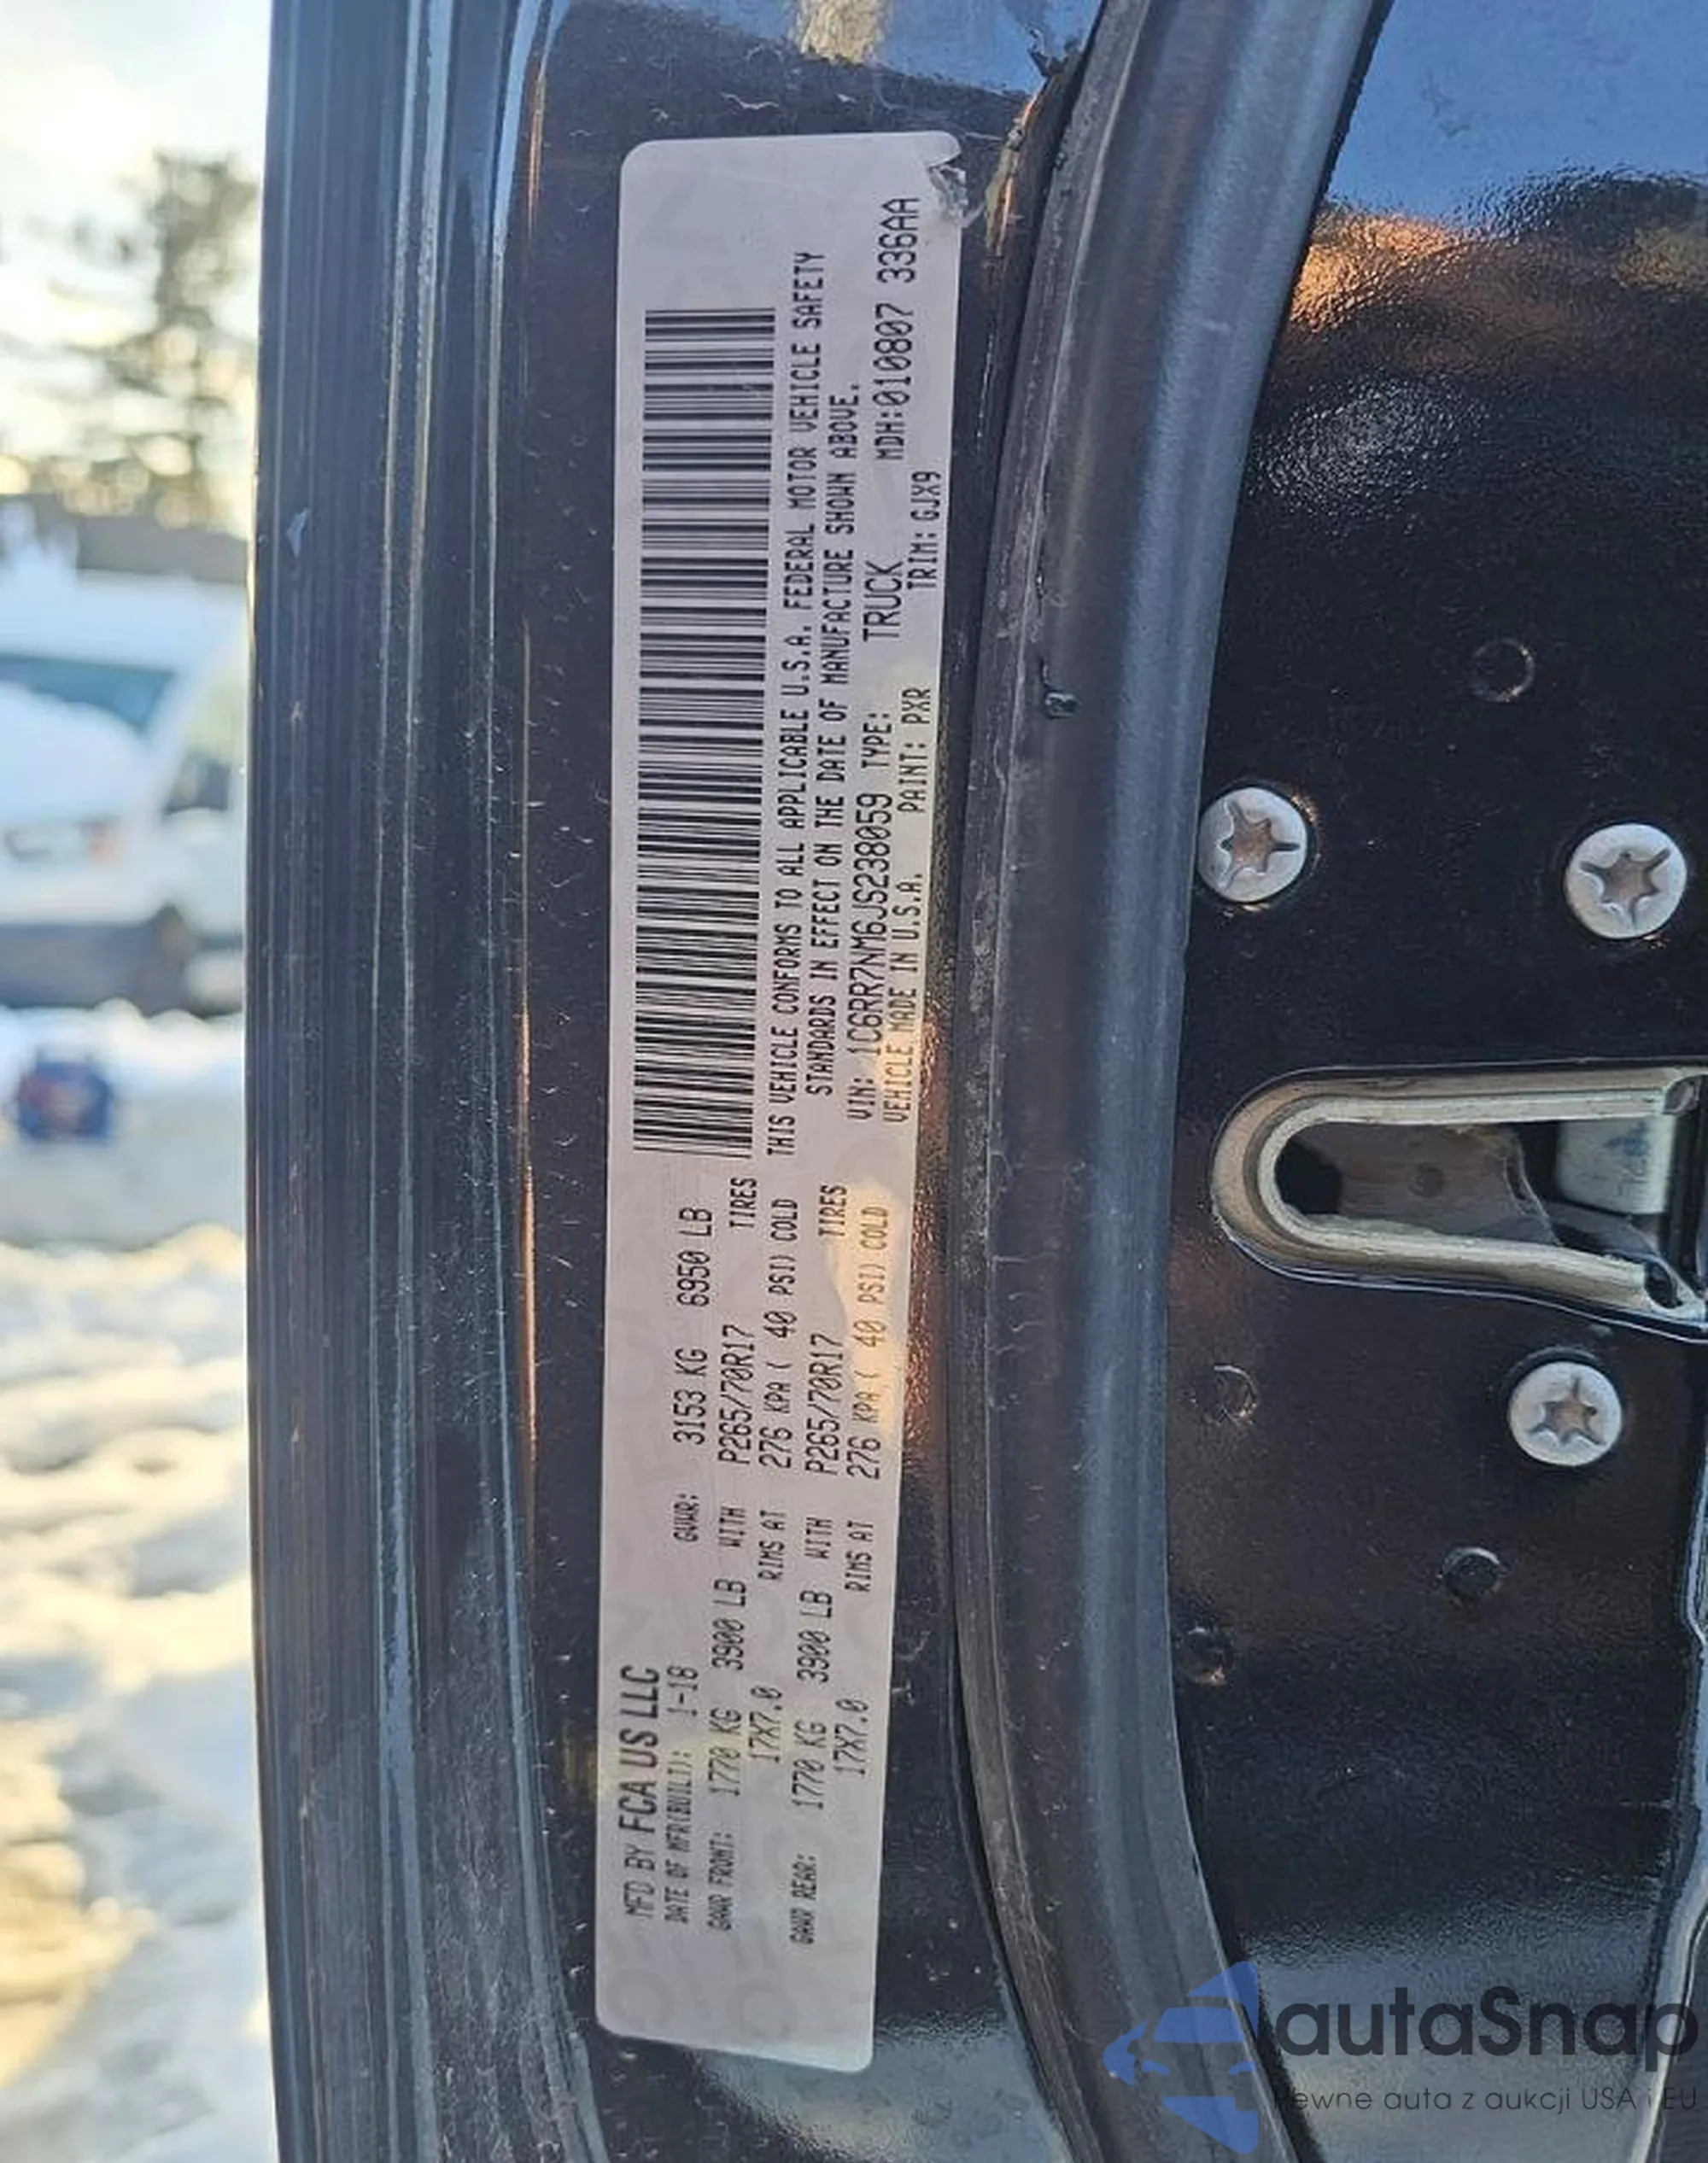 MFD BY FCA US LLC
DATE OF MFR(BUILT): 1-18 GVWR: 3153 KG 6950 LB
GAWR FRONT: 1770 KG 3900 LB WITH P265/70R17 TIRES
17X7.0 RIMS AT 276 KPA ( 40 PSI) COLD
GAWR REAR: 1770 KG 3900 LB WITH P265/70R17 TIRES
17X7.0 RIMS AT 276 KPA ( 40 PSI) COLD
THIS VEHICLE CONFORMS TO ALL APPLICABLE U.S.A. FEDERAL MOTOR VEHICLE SAFETY
STANDARDS IN EFFECT ON THE DATE OF MANUFACTURE SHOWN ABOVE.
VIN: 1C6RR7NM6JS238059 TYPE: TRUCK MDH:010807 336AA
VEHICLE MADE IN U.S.A. PAINT: PXR TRIM: GJX9
autaSnap
Pewne auta z aukcji USA i EU